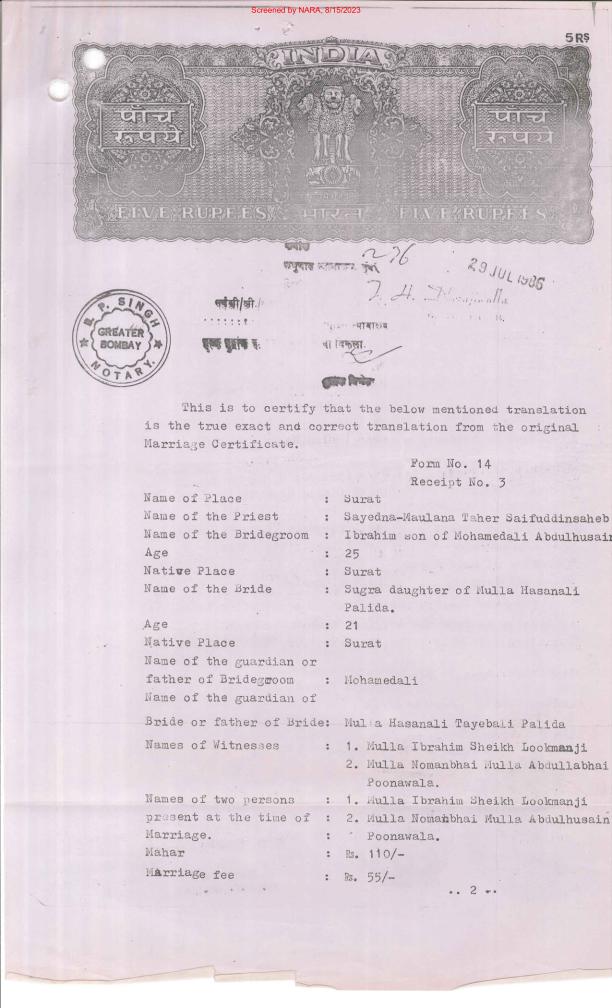 Screened by NARA, 8/15/2023
5 RS
INDIA
पाँच
रूपये
पाँच
रूपये
FIVE RUPEES भारत FIVE RUPEES
276
29 JUL 1986
B. P. SINGH
GREATER
BOMBAY
NOTARY.
This is to certify that the below mentioned translation
is the true exact and correct translation from the original
Marriage Certificate.
Form No. 14
Receipt No. 3
Name of Place : Surat
Name of the Priest : Sayedna-Maulana Taher Saifuddinsaheb
Name of the Bridegroom : Ibrahim son of Mohamedali Abdulhusain
Age : 25
Native Place : Surat
Name of the Bride : Sugra daughter of Mulla Hasanali
Palida.
Age : 21
Native Place : Surat
Name of the guardian or
father of Bridegroom : Mohamedali
Name of the guardian of
Bride or father of Bride: Mulla Hasanali Tayebali Palida
Names of Witnesses : 1. Mulla Ibrahim Sheikh Lookmanji
2. Mulla Nomanbhai Mulla Abdullabhai
Poonawala.
Names of two persons : 1. Mulla Ibrahim Sheikh Lookmanji
present at the time of : 2. Mulla Nomanbhai Mulla Abdulhusain
Marriage. : Poonawala.
Mahar : Rs. 110/-
Marriage fee : Rs. 55/-
.. 2 --